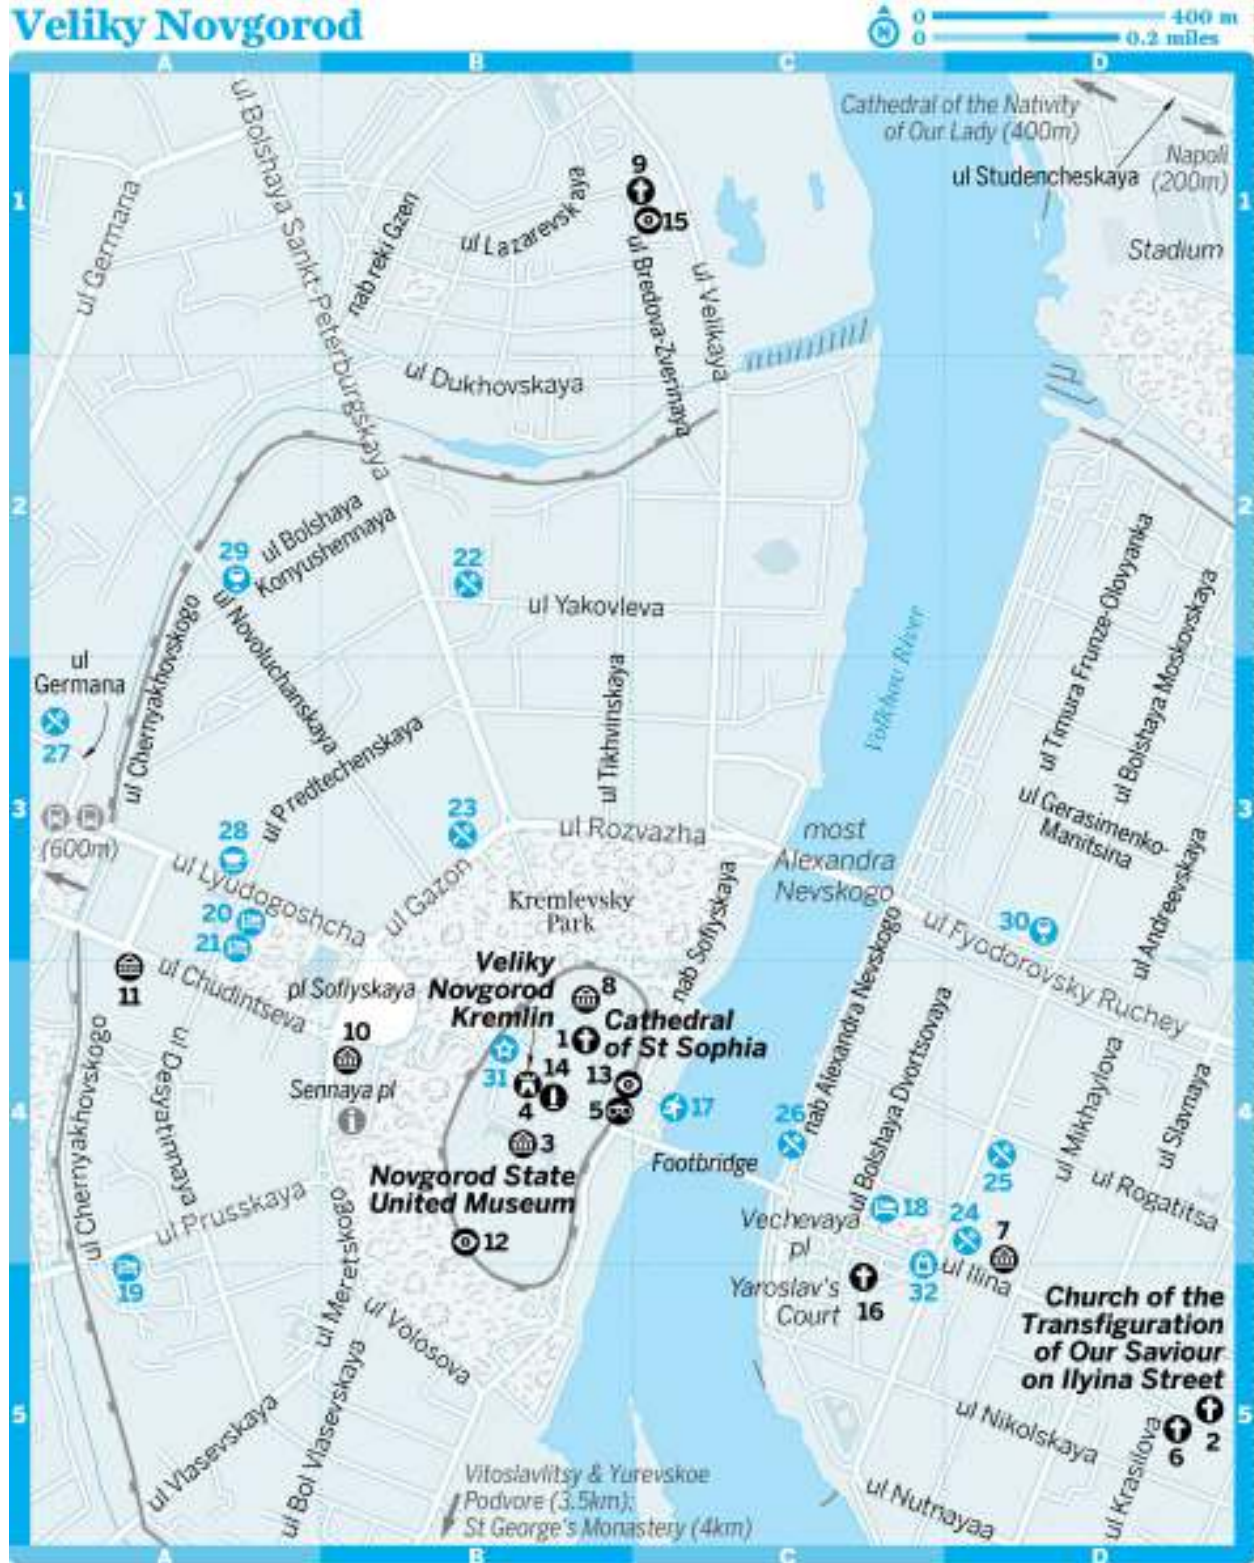 Veliky Novgorod
0 400 m
0 0.2 miles
N
A B C D
Cathedral of the Nativity
of Our Lady (400m)
Napoli
(200m)
ul Studencheskaya
Stadium
1 1
9
15
ul Bolshaya Sankt-Peterburgskaya
ul Germana
nab reki Gzen
ul Lazarevskaya
ul Bredova-Zverinaya
ul Velikaya
ul Dukhovskaya
2 2
29
ul Bolshaya
Konyushennaya
22
ul Yakovleva
ul Novoluchanskaya
ul Chernyakhovskogo
ul Timura Frunze-Olovyanka
ul Bolshaya Moskovskaya
Volkhov River
ul
Germana
27
ul Tikhvinskaya
ul Predtechenskaya
3 3
(600m)
28
23
ul Rozvazha
most
Alexandra
Nevskogo
ul Gerasimenko-
Manitsina
ul Andreevskaya
ul Lyudogoshcha
ul Gazon
Kremlevsky
Park
nab Sofiyskaya
20
21
30
ul Fyodorovsky Ruchey
11
ul Chudintseva
pl Sofiyskaya
Veliky
Novgorod
Kremlin
8
1
Cathedral
of St Sophia
10
Sennaya pl
31
14
4
13
5
17
26
nab Alexandra Nevskogo
ul Bolshaya Dvortsovaya
ul Mikhaylova
ul Slavnaya
4 4
ul Chernyakhovskogo
ul Desyatinnaya
3
Novgorod State
United Museum
Footbridge
25
ul Rogatitsa
ul Prusskaya
12
Vechevaya
pl
18
24
7
19
ul Meretskogo
Yaroslav's
Court
16
32
ul Ilina
ul Volosova
Church of the
Transfiguration
of Our Saviour
on Ilyina Street
5 5
ul Vlasevskaya
ul Bol Vlasevskaya
ul Nikolskaya
6
2
ul Krasilova
Vitoslavlitsy & Yurevskoe
Podvore (3.5km);
St George's Monastery (4km)
ul Nutnayaa
A B C D